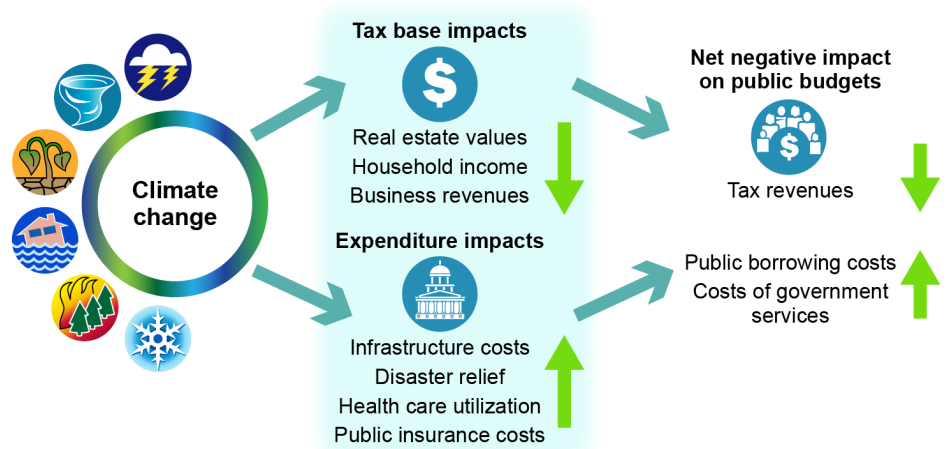 Climate
change
Tax base impacts
$
Real estate values
Household income
Business revenues
Expenditure impacts
Infrastructure costs
Disaster relief
Health care utilization
Public insurance costs
Net negative impact
on public budgets
$
Tax revenues
Public borrowing costs
Costs of government
services